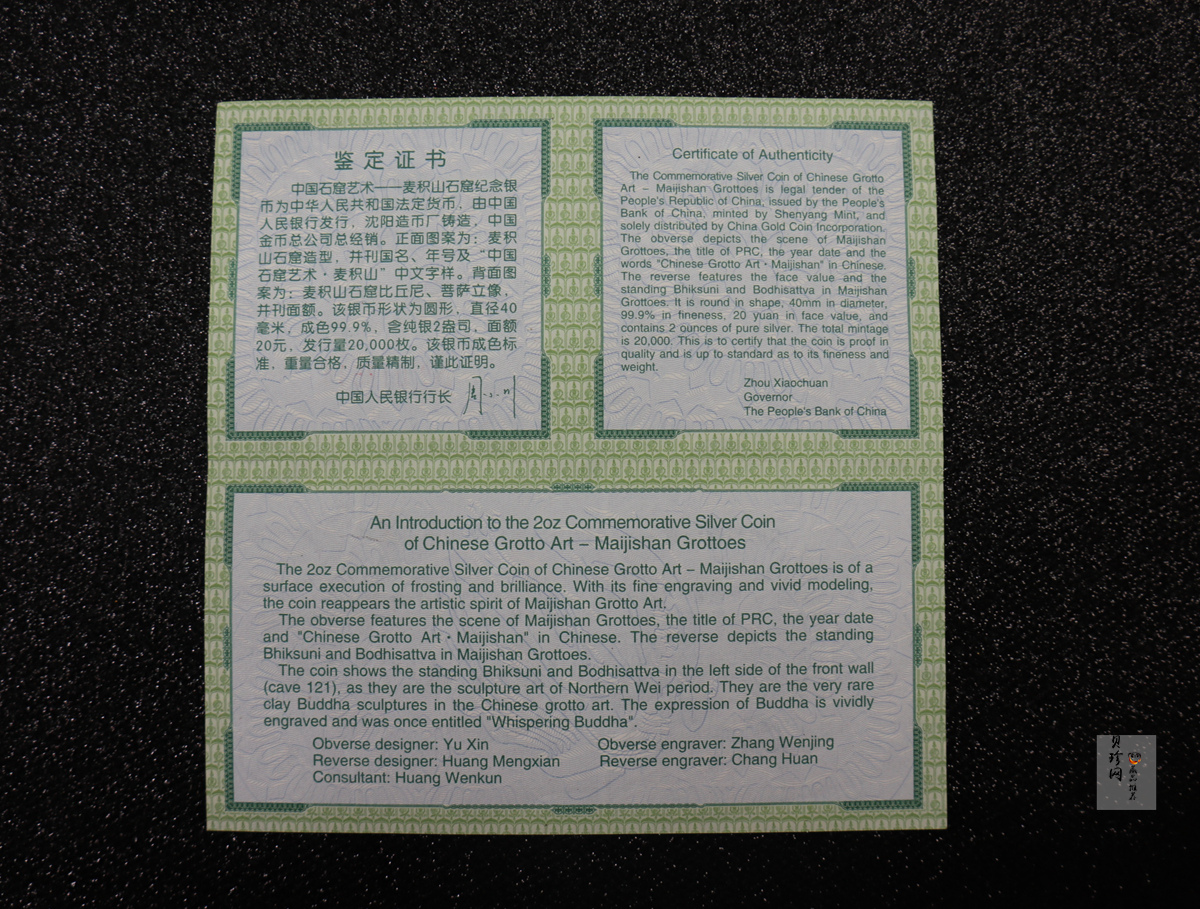 鉴定证书
中国石窟艺术——麦积山石窟纪念银
币为中华人民共和国法定货币，由中国
人民银行发行，沈阳造币厂铸造，中国
金币总公司总经销。正面图案为：麦积
山石窟造型，并刊国名、年号及“中国
石窟艺术·麦积山”中文字样。背面图
案为：麦积山石窟比丘尼、菩萨立像，
并刊面额。该银币形状为圆形，直径40
毫米，成色99.9%，含纯银2盎司，面额
20元，发行量20,000枚。该银币成色标
准，重量合格，质量精制，谨此证明。
中国人民银行行长
Certificate of Authenticity
The Commemorative Silver Coin of Chinese Grotto
Art – Maijishan Grottoes is legal tender of the
People's Republic of China, issued by the People's
Bank of China, minted by Shenyang Mint, and
solely distributed by China Gold Coin Incorporation.
The obverse depicts the scene of Maijishan
Grottoes, the title of PRC, the year date and the
words "Chinese Grotto Art·Maijishan" in Chinese.
The reverse features the face value and the
standing Bhiksuni and Bodhisattva in Maijishan
Grottoes. It is round in shape, 40mm in diameter,
99.9% in fineness, 20 yuan in face value, and
contains 2 ounces of pure silver. The total mintage
is 20,000. This is to certify that the coin is proof in
quality and is up to standard as to its fineness and
weight.
Zhou Xiaochuan
Governor
The People's Bank of China
An Introduction to the 2oz Commemorative Silver Coin
of Chinese Grotto Art – Maijishan Grottoes
The 2oz Commemorative Silver Coin of Chinese Grotto Art – Maijishan Grottoes is of a
surface execution of frosting and brilliance. With its fine engraving and vivid modeling,
the coin reappears the artistic spirit of Maijishan Grotto Art.
The obverse features the scene of Maijishan Grottoes, the title of PRC, the year date
and "Chinese Grotto Art·Maijishan" in Chinese. The reverse depicts the standing
Bhiksuni and Bodhisattva in Maijishan Grottoes.
The coin shows the standing Bhiksuni and Bodhisattva in the left side of the front wall
(cave 121), as they are the sculpture art of Northern Wei period. They are the very rare
clay Buddha sculptures in the Chinese grotto art. The expression of Buddha is vividly
engraved and was once entitled "Whispering Buddha".
Obverse designer: Yu Xin
Obverse engraver: Zhang Wenjing
Reverse designer: Huang Mengxian
Reverse engraver: Chang Huan
Consultant: Huang Wenkun
贝珍网